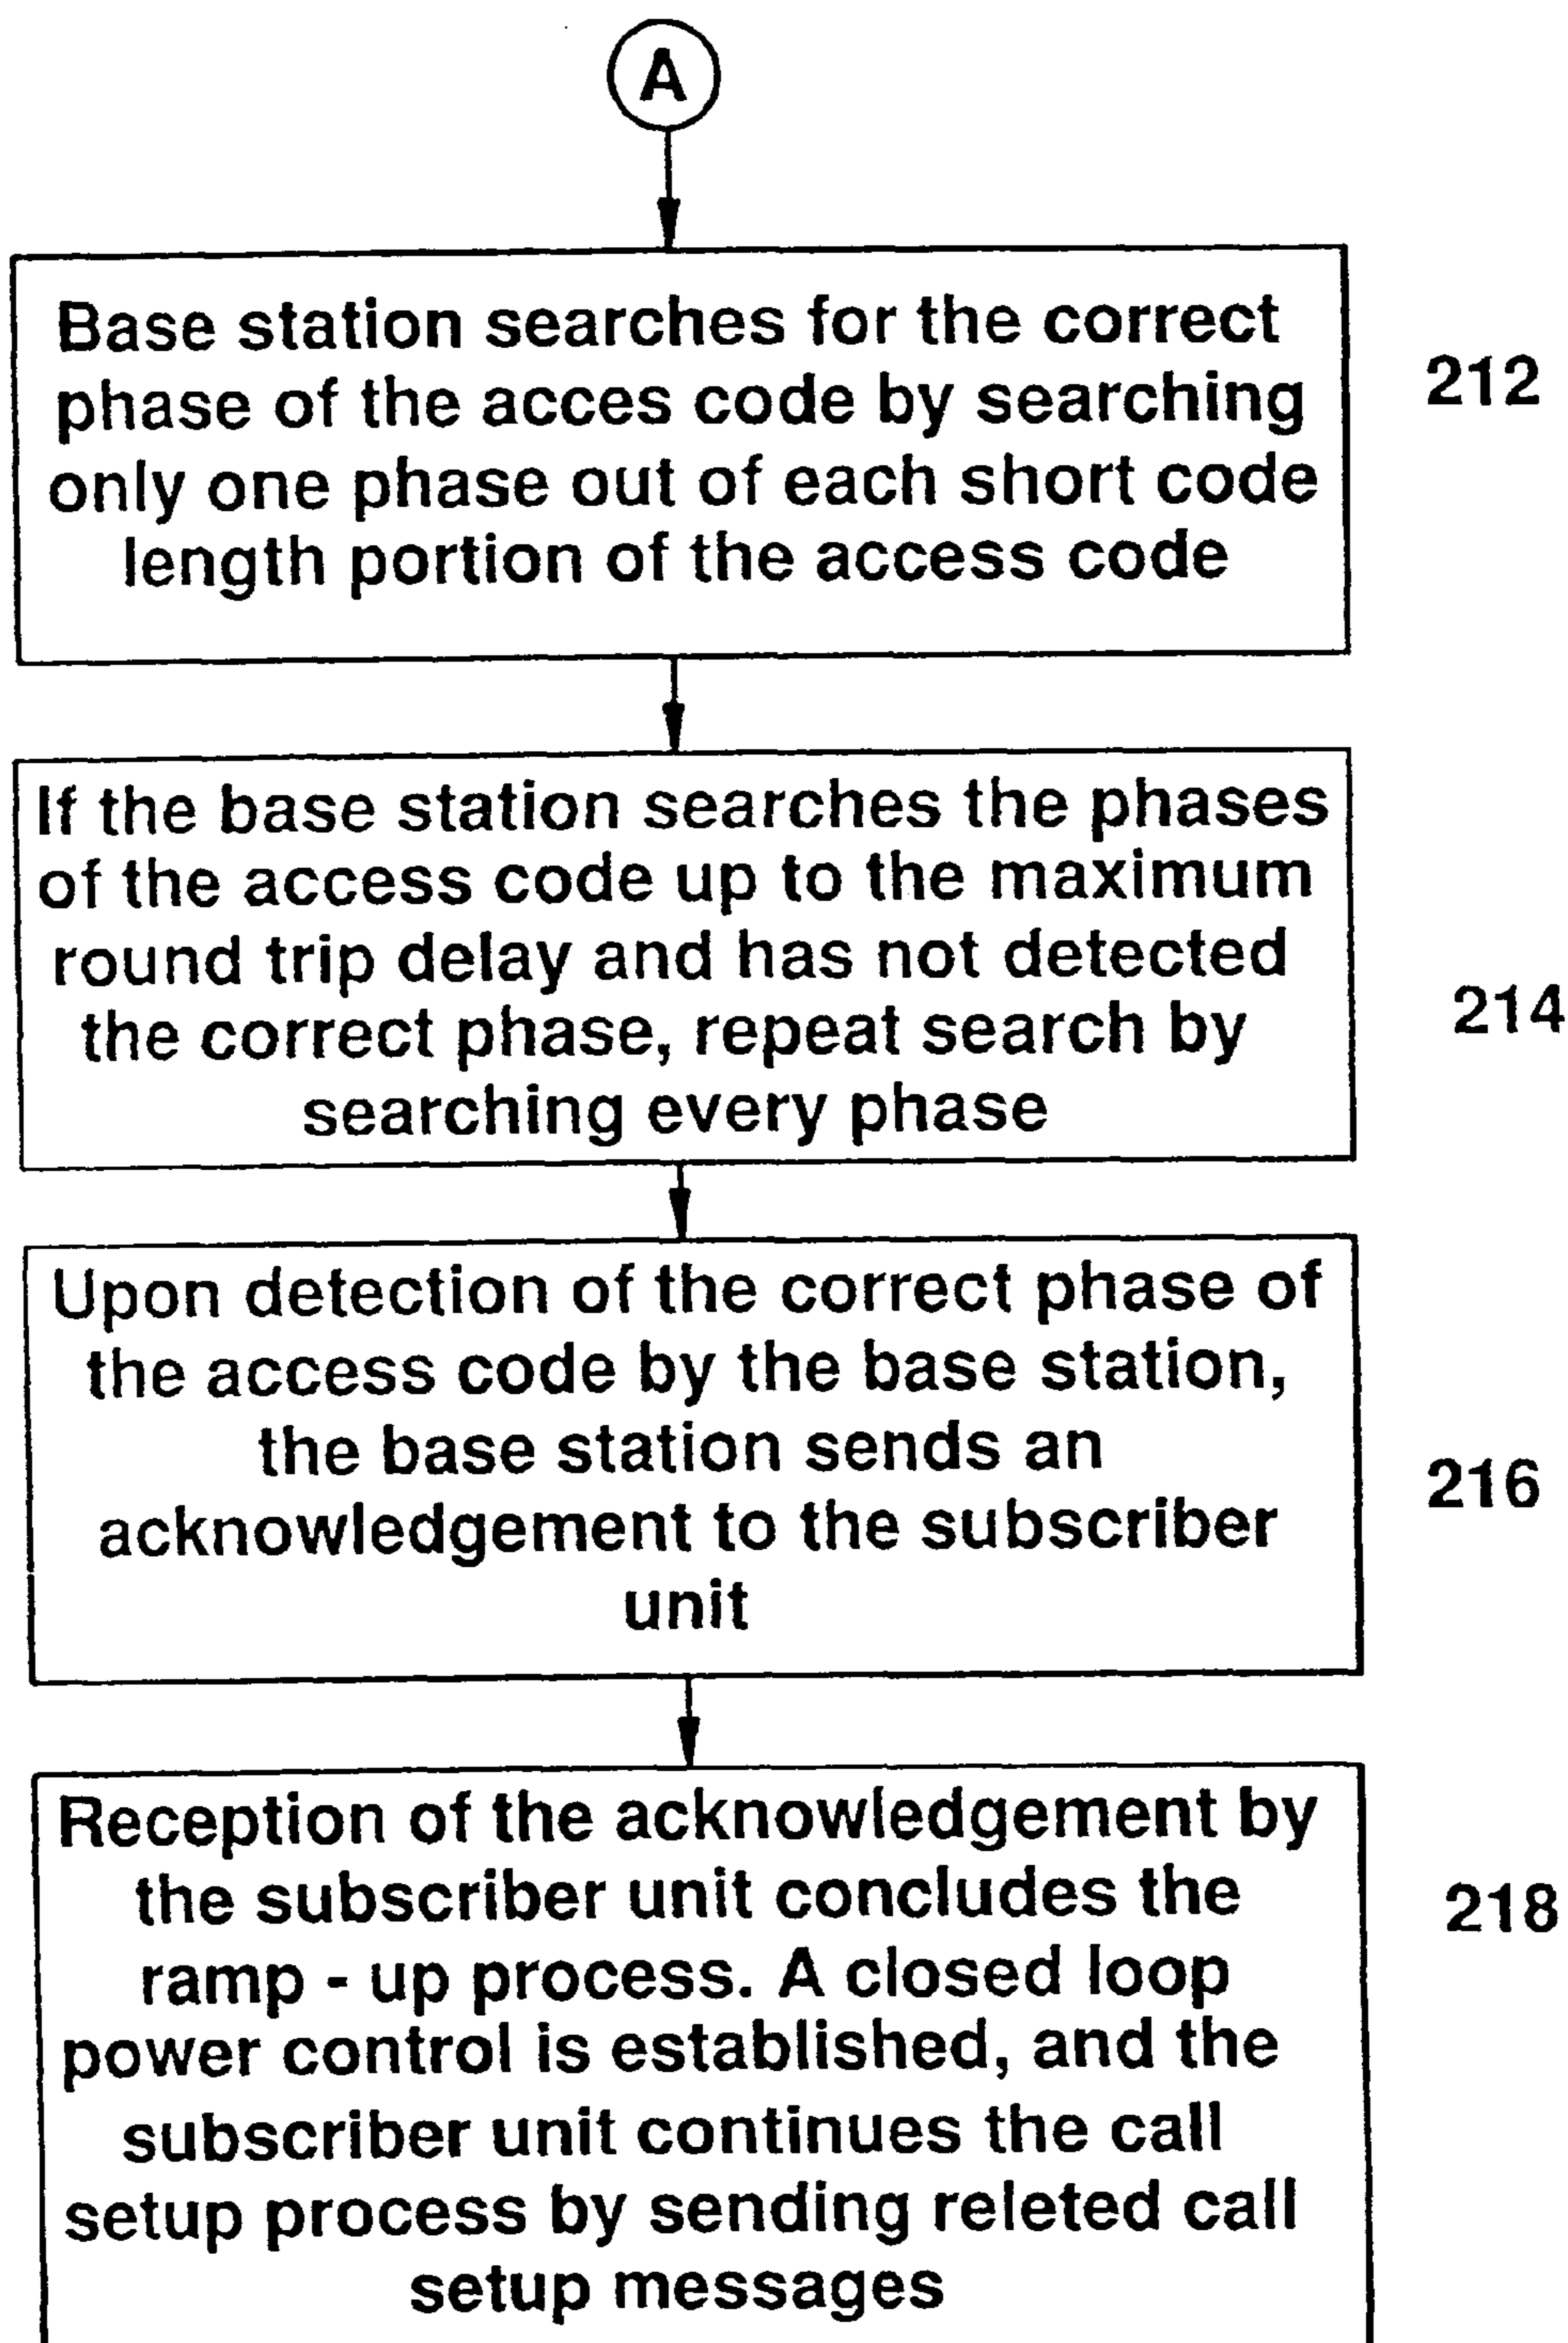 A
Base station searches for the correct
phase of the acces code by searching
only one phase out of each short code
length portion of the access code
212
If the base station searches the phases
of the access code up to the maximum
round trip delay and has not detected
the correct phase, repeat search by
searching every phase
214
Upon detection of the correct phase of
the access code by the base station,
the base station sends an
acknowledgement to the subscriber
unit
216
Reception of the acknowledgement by
the subscriber unit concludes the
ramp - up process. A closed loop
power control is established, and the
subscriber unit continues the call
setup process by sending releted call
setup messages
218